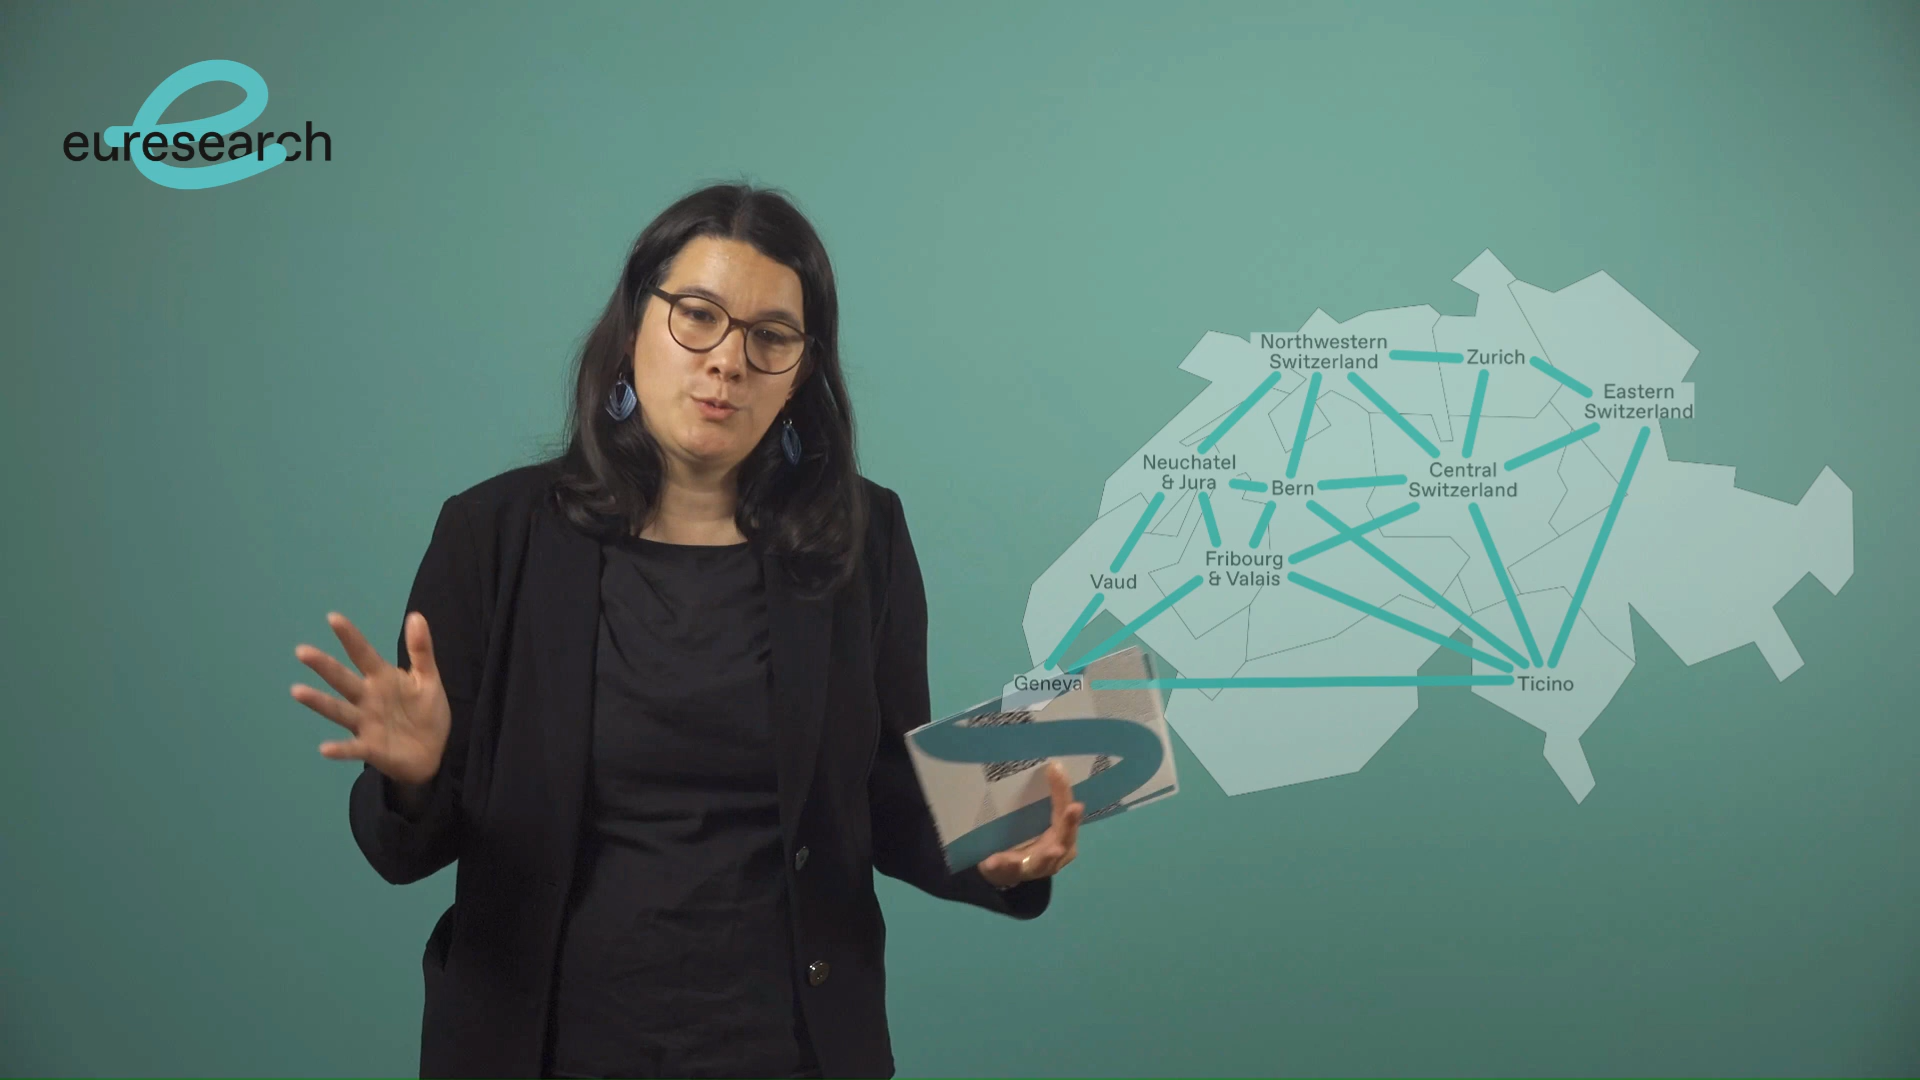 euresearch
Northwestern
Switzerland
Zurich
Eastern
Switzerland
Neuchatel
& Jura
Bern
Central
Switzerland
Fribourg
& Valais
Vaud
Geneva
Ticino